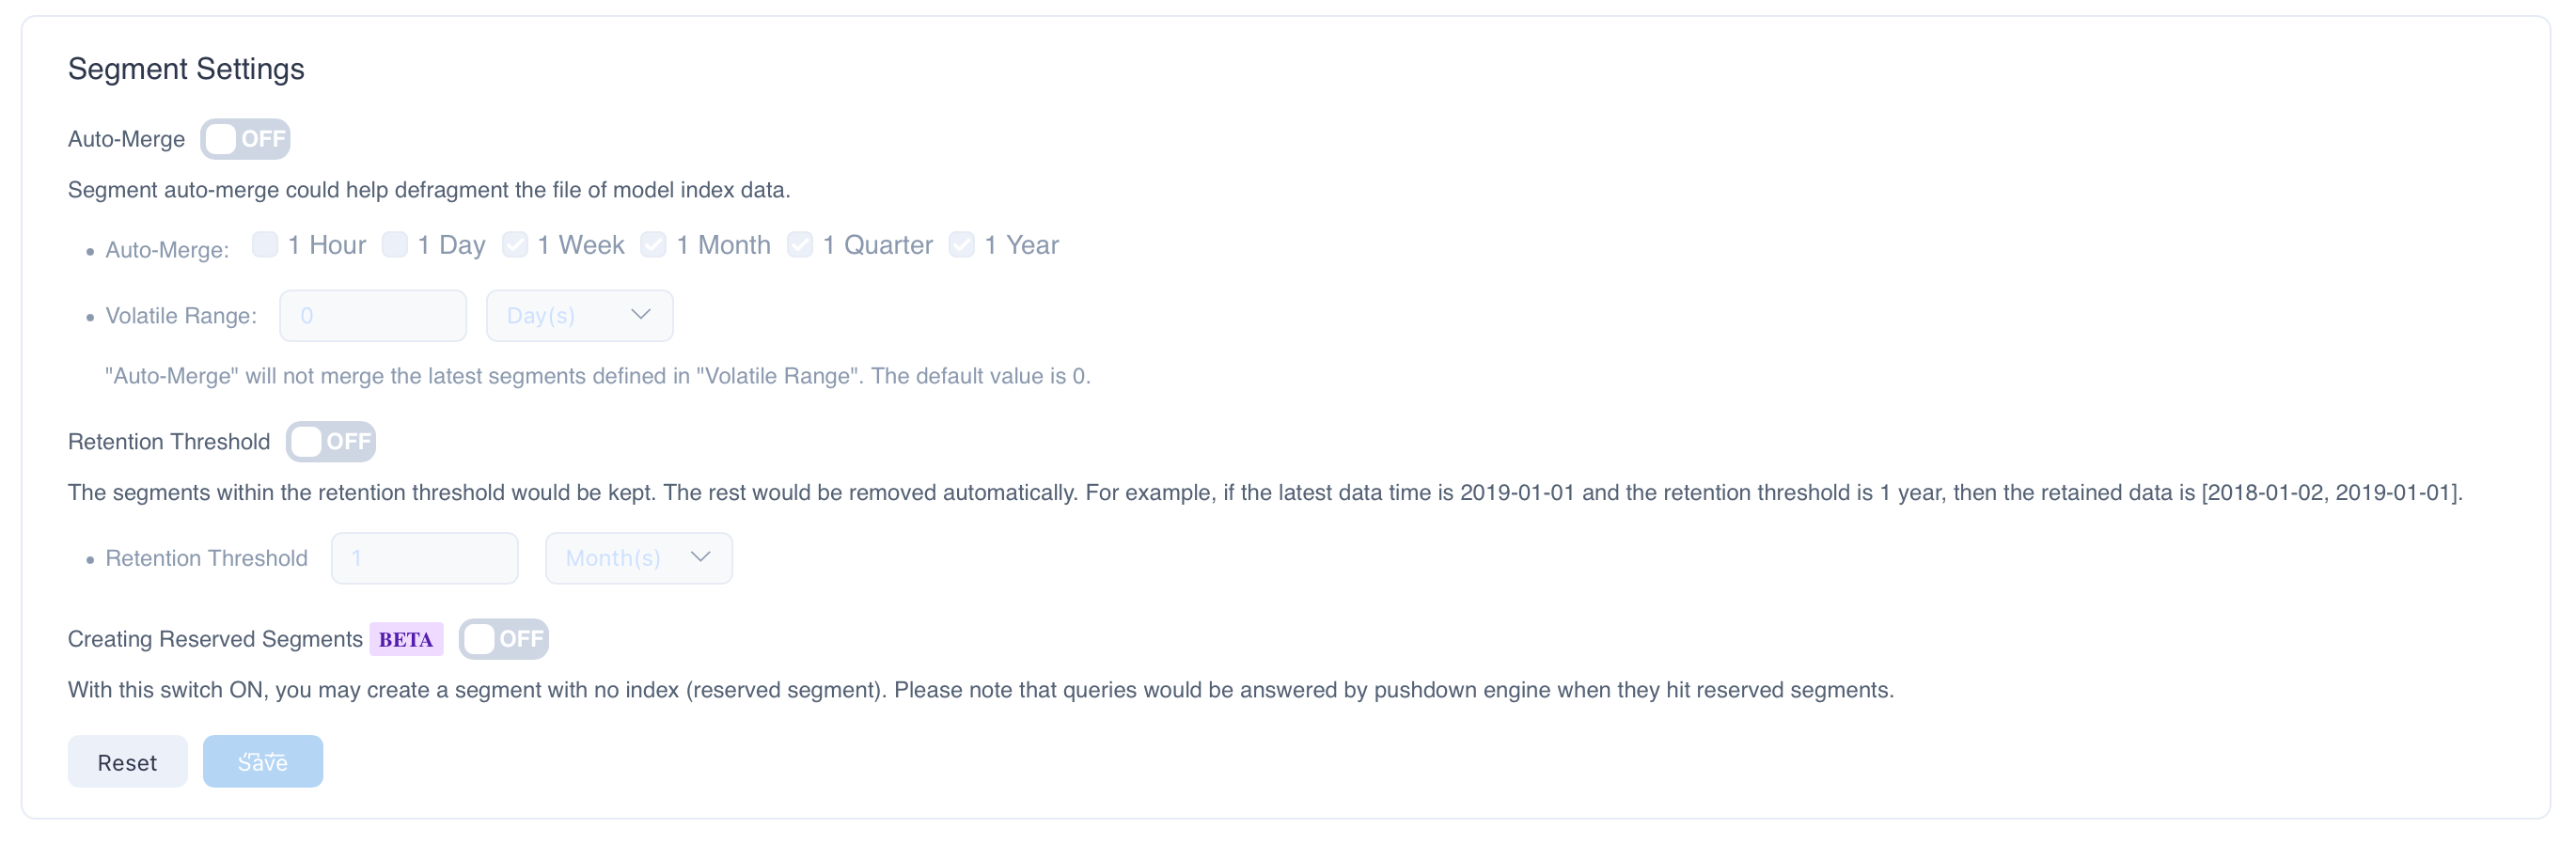 Segment Settings
Auto-Merge OFF
Segment auto-merge could help defragment the file of model index data.
• Auto-Merge: 1 Hour 1 Day 1 Week 1 Month 1 Quarter 1 Year
• Volatile Range: 0 Day(s)
"Auto-Merge" will not merge the latest segments defined in "Volatile Range". The default value is 0.
Retention Threshold OFF
The segments within the retention threshold would be kept. The rest would be removed automatically. For example, if the latest data time is 2019-01-01 and the retention threshold is 1 year, then the retained data is [2018-01-02, 2019-01-01].
• Retention Threshold 1 Month(s)
Creating Reserved Segments BETA OFF
With this switch ON, you may create a segment with no index (reserved segment). Please note that queries would be answered by pushdown engine when they hit reserved segments.
Reset Save